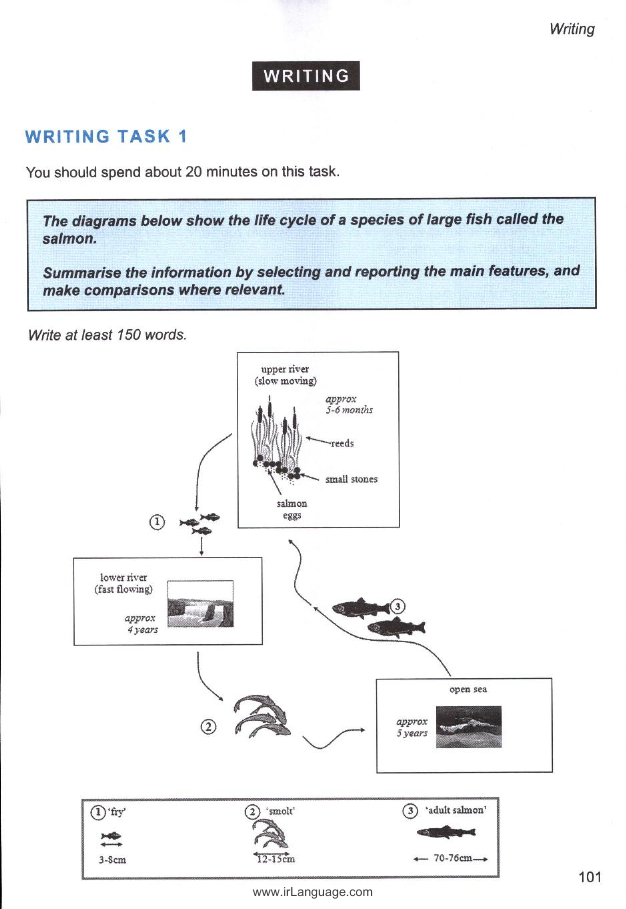 Writing
WRITING
WRITING TASK 1
You should spend about 20 minutes on this task.
The diagrams below show the life cycle of a species of large fish called the
salmon.
Summarise the information by selecting and reporting the main features, and
make comparisons where relevant.
Write at least 150 words.
upper river
(slow moving)
approx
5-6 months
reeds
small stones
salmon
eggs
1
lower river
(fast flowing)
approx
4 years
3
2
open sea
approx
5 years
1 'fry'
3-8cm
2 'smolt'
12-15cm
3 'adult salmon'
70-76cm
101
www.irLanguage.com